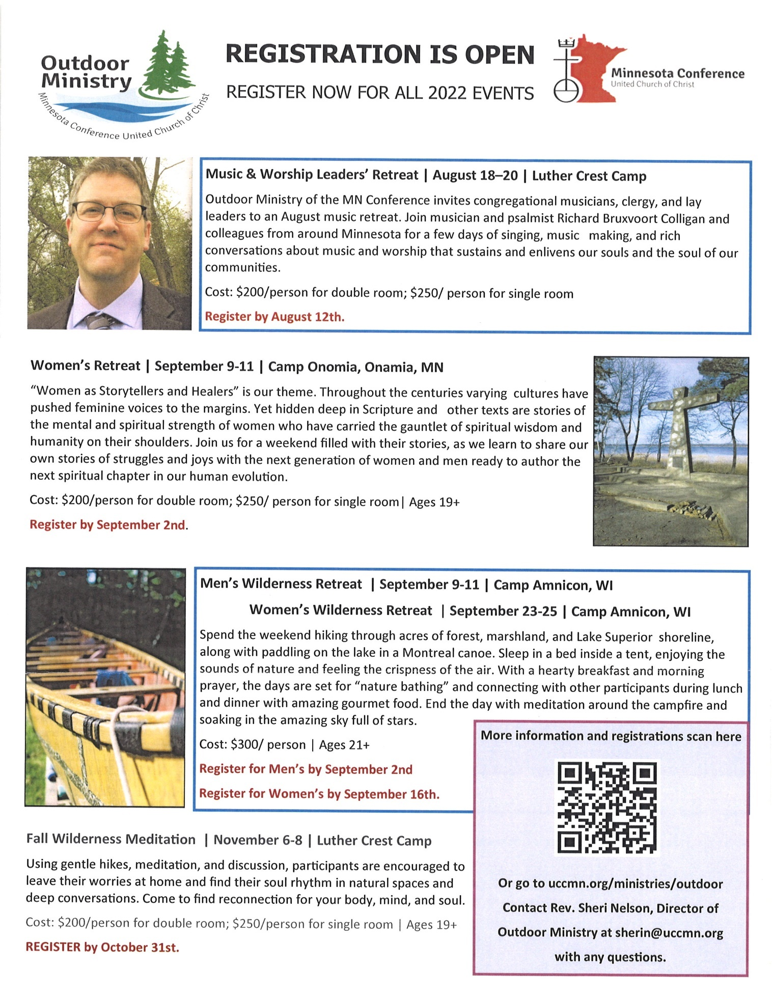 Outdoor
Ministry
Minnesota Conference United Church of Christ
REGISTRATION IS OPEN
REGISTER NOW FOR ALL 2022 EVENTS
Minnesota Conference
United Church of Christ
Music & Worship Leaders’ Retreat | August 18–20 | Luther Crest Camp
Outdoor Ministry of the MN Conference invites congregational musicians, clergy, and lay
leaders to an August music retreat. Join musician and psalmist Richard Bruxvoort Colligan and
colleagues from around Minnesota for a few days of singing, music making, and rich
conversations about music and worship that sustains and enlivens our souls and the soul of our
communities.
Cost: $200/person for double room; $250/ person for single room
Register by August 12th.
Women’s Retreat | September 9-11 | Camp Onomia, Onamia, MN
“Women as Storytellers and Healers” is our theme. Throughout the centuries varying cultures have
pushed feminine voices to the margins. Yet hidden deep in Scripture and other texts are stories of
the mental and spiritual strength of women who have carried the gauntlet of spiritual wisdom and
humanity on their shoulders. Join us for a weekend filled with their stories, as we learn to share our
own stories of struggles and joys with the next generation of women and men ready to author the
next spiritual chapter in our human evolution.
Cost: $200/person for double room; $250/ person for single room| Ages 19+
Register by September 2nd.
Men’s Wilderness Retreat | September 9-11 | Camp Amnicon, WI
Women’s Wilderness Retreat | September 23-25 | Camp Amnicon, WI
Spend the weekend hiking through acres of forest, marshland, and Lake Superior shoreline,
along with paddling on the lake in a Montreal canoe. Sleep in a bed inside a tent, enjoying the
sounds of nature and feeling the crispness of the air. With a hearty breakfast and morning
prayer, the days are set for “nature bathing” and connecting with other participants during lunch
and dinner with amazing gourmet food. End the day with meditation around the campfire and
soaking in the amazing sky full of stars.
Cost: $300/ person | Ages 21+
Register for Men’s by September 2nd
Register for Women’s by September 16th.
Fall Wilderness Meditation | November 6-8 | Luther Crest Camp
Using gentle hikes, meditation, and discussion, participants are encouraged to
leave their worries at home and find their soul rhythm in natural spaces and
deep conversations. Come to find reconnection for your body, mind, and soul.
Cost: $200/person for double room; $250/person for single room | Ages 19+
REGISTER by October 31st.
More information and registrations scan here
Or go to uccmn.org/ministries/outdoor
Contact Rev. Sheri Nelson, Director of
Outdoor Ministry at sherin@uccmn.org
with any questions.